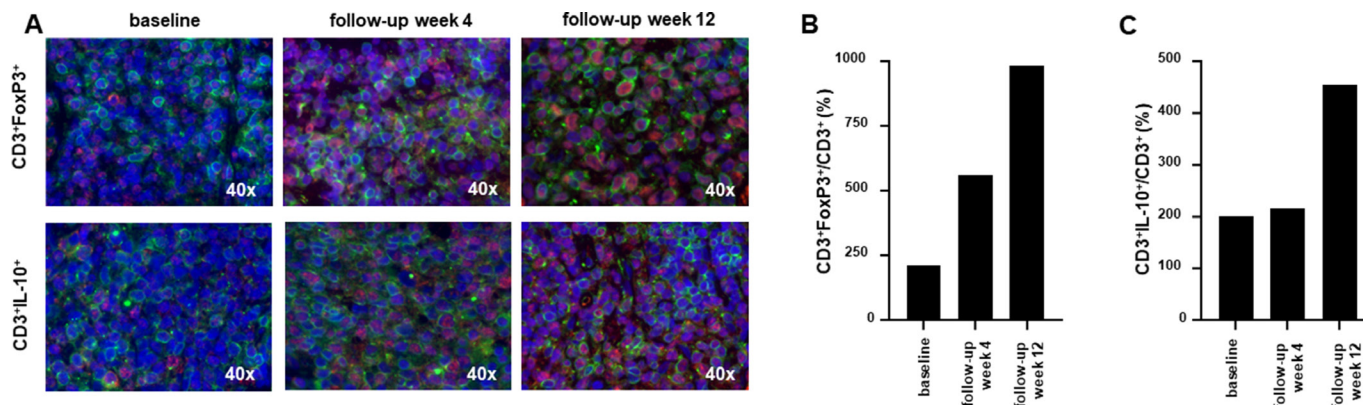 A
baseline
follow-up week 4
follow-up week 12
CD3⁺FoxP3⁺
40x
40x
40x
CD3⁺IL-10⁺
40x
40x
40x
B
CD3⁺FoxP3⁺/CD3⁺ (%)
1000
750
500
250
0
baseline
follow-up
week 4
follow-up
week 12
C
CD3⁺IL-10⁺/CD3⁺ (%)
500
400
300
200
100
0
baseline
follow-up
week 4
follow-up
week 12